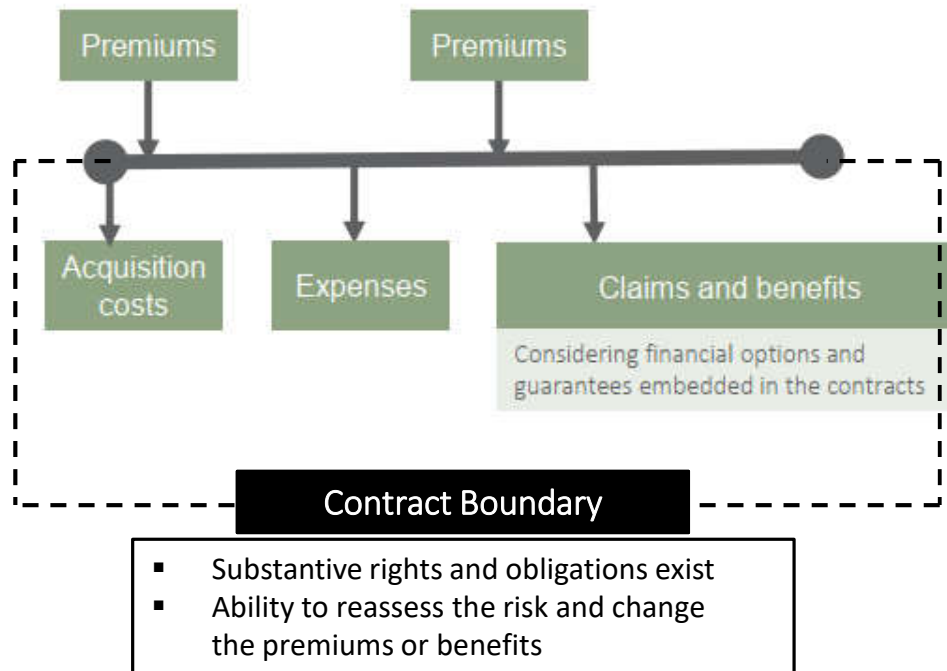 Premiums
Premiums
Acquisition
costs
Expenses
Claims and benefits
Considering financial options and
guarantees embedded in the contracts
Contract Boundary
▪ Substantive rights and obligations exist
▪ Ability to reassess the risk and change
the premiums or benefits